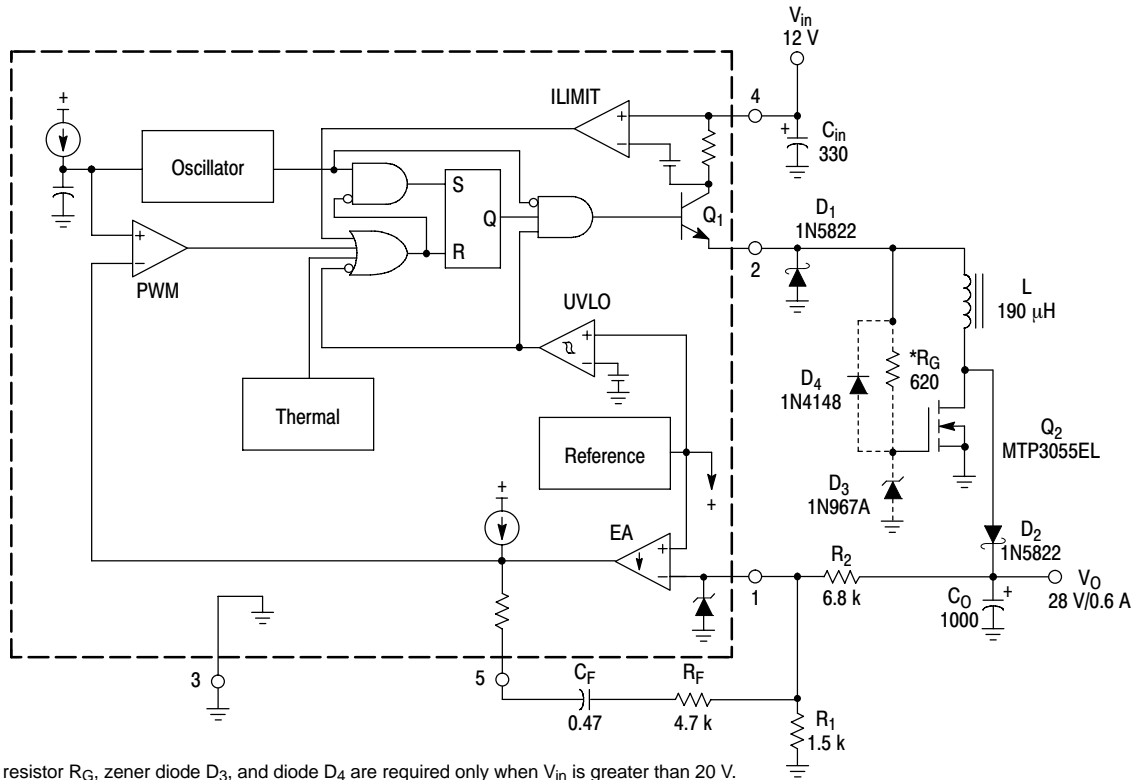 Vin
12 V
+
ILIMIT
4
+
−
+
Cin
330
Oscillator
S
Q
R
Q1
D1
1N5822
+
−
PWM
2
L
190 μH
UVLO
+
−
*RG
620
D4
1N4148
Thermal
Reference
Q2
MTP3055EL
+
D3
1N967A
+
EA
+
−
D2
1N5822
1
R2
6.8 k
VO
28 V/0.6 A
CO
1000
+
3
5
CF
0.47
RF
4.7 k
R1
1.5 k
resistor RG, zener diode D3, and diode D4 are required only when Vin is greater than 20 V.